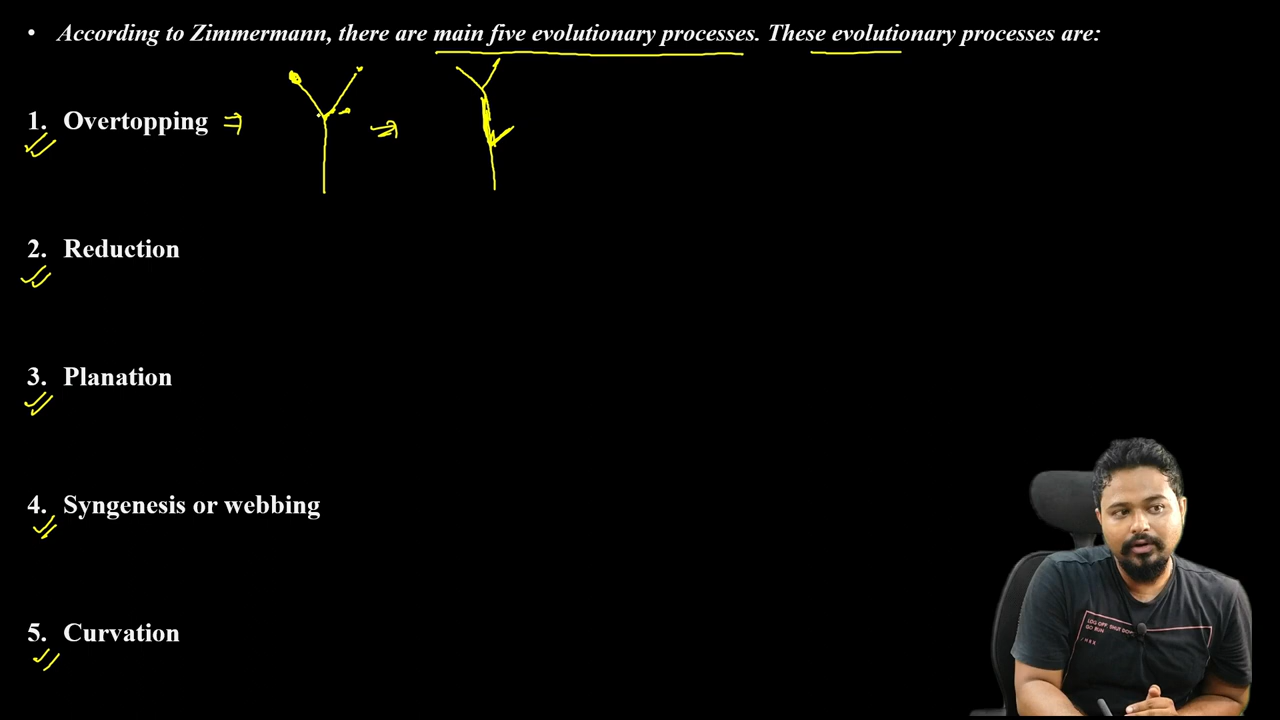 • According to Zimmermann, there are main five evolutionary processes. These evolutionary processes are:
1. Overtopping ⇒
2. Reduction
3. Planation
4. Syngenesis or webbing
5. Curvation